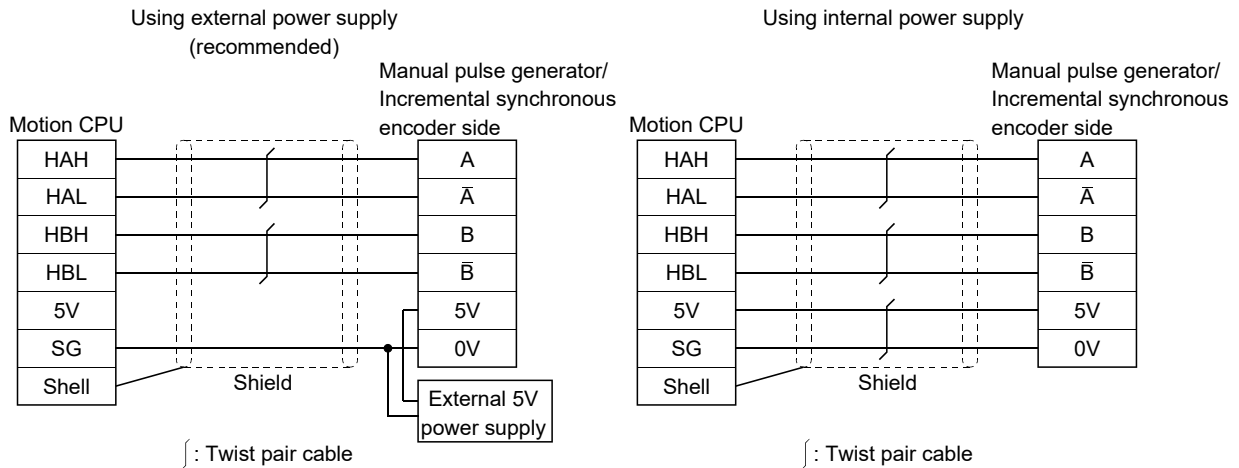 Using external power supply
(recommended)
Manual pulse generator/
Incremental synchronous
encoder side
Motion CPU
HAH
A
HAL
A̅
HBH
B
HBL
B̅
5V
5V
SG
0V
Shell
Shield
External 5V
power supply
: Twist pair cable
Using internal power supply
Manual pulse generator/
Incremental synchronous
encoder side
Motion CPU
HAH
A
HAL
A̅
HBH
B
HBL
B̅
5V
5V
SG
0V
Shell
Shield
: Twist pair cable